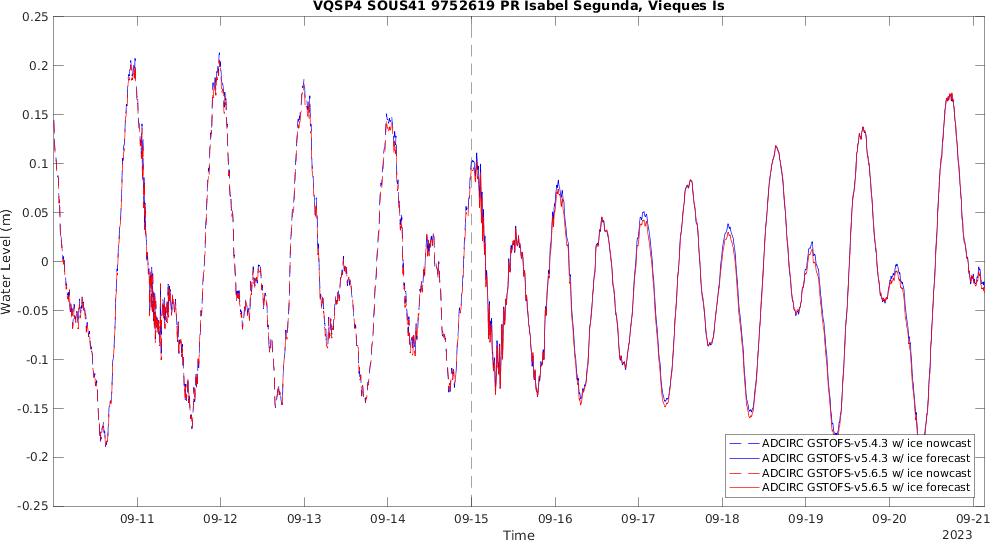 VQSP4 SOUS41 9752619 PR Isabel Segunda, Vieques Is
0.25
0.2
0.15
0.1
0.05
0
-0.05
-0.1
-0.15
-0.2
-0.25
Water Level (m)
ADCIRC GSTOFS-v5.4.3 w/ ice nowcast
ADCIRC GSTOFS-v5.4.3 w/ ice forecast
ADCIRC GSTOFS-v5.6.5 w/ ice nowcast
ADCIRC GSTOFS-v5.6.5 w/ ice forecast
09-11 09-12 09-13 09-14 09-15 09-16 09-17 09-18 09-19 09-20 09-21
Time
2023